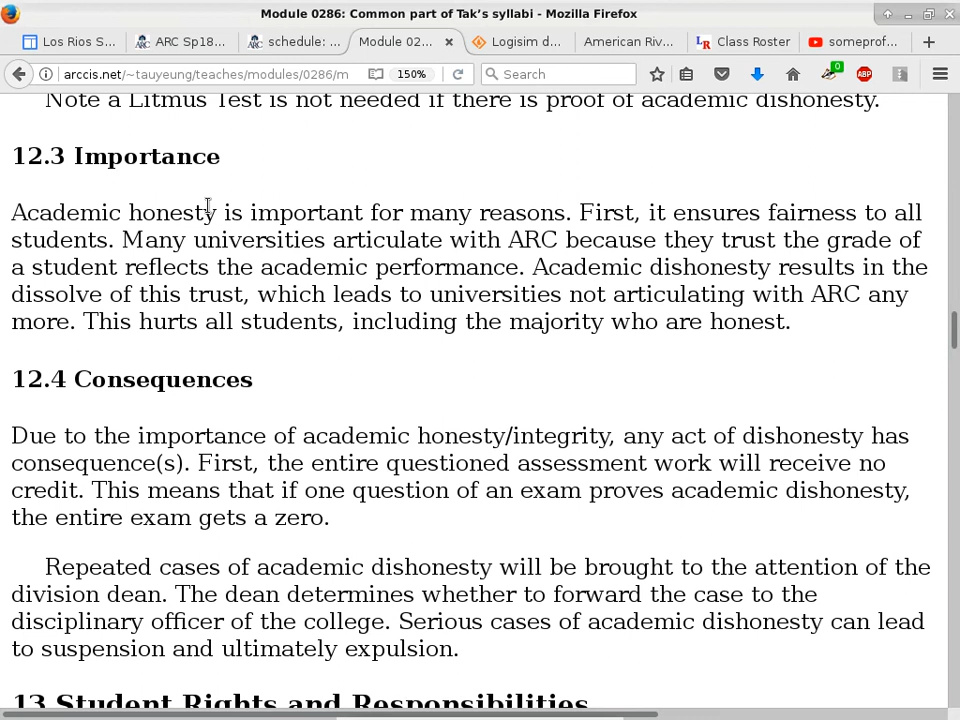 Module 0286: Common part of Tak's syllabi - Mozilla Firefox
Los Rios S... ARC Sp18... schedule: ... Module 02... Logisim d... American Riv... Class Roster someprof...
arccis.net/~tauyeung/teaches/modules/0286/m 150% Search 0 ABP
Note a Litmus Test is not needed if there is proof of academic dishonesty.
12.3 Importance
Academic honesty is important for many reasons. First, it ensures fairness to all
students. Many universities articulate with ARC because they trust the grade of
a student reflects the academic performance. Academic dishonesty results in the
dissolve of this trust, which leads to universities not articulating with ARC any
more. This hurts all students, including the majority who are honest.
12.4 Consequences
Due to the importance of academic honesty/integrity, any act of dishonesty has
consequence(s). First, the entire questioned assessment work will receive no
credit. This means that if one question of an exam proves academic dishonesty,
the entire exam gets a zero.
Repeated cases of academic dishonesty will be brought to the attention of the
division dean. The dean determines whether to forward the case to the
disciplinary officer of the college. Serious cases of academic dishonesty can lead
to suspension and ultimately expulsion.
13 Student Rights and Responsibilities